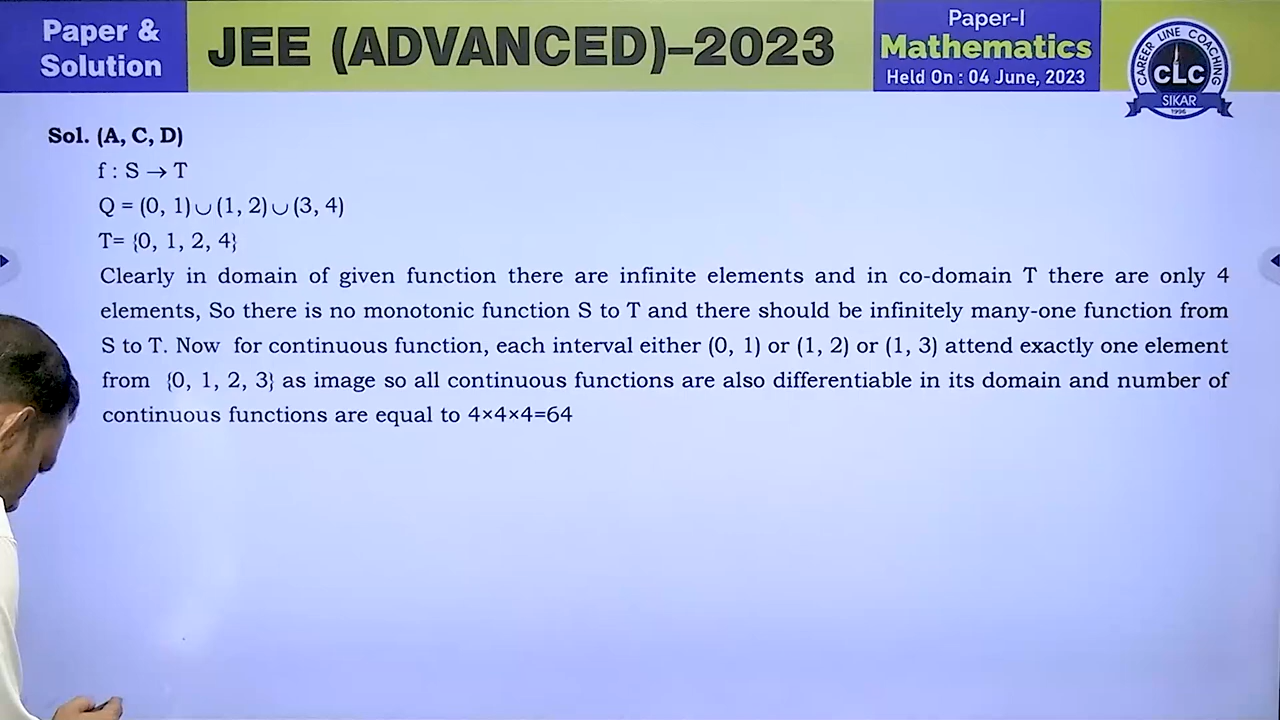 Paper &
Solution
JEE (ADVANCED)–2023
Paper-I
Mathematics
Held On : 04 June, 2023
CAREER LINE COACHING
CLC
SIKAR
1996
Sol. (A, C, D)
f : S → T
Q = (0, 1)∪(1, 2)∪(3, 4)
T= {0, 1, 2, 4}
Clearly in domain of given function there are infinite elements and in co-domain T there are only 4
elements, So there is no monotonic function S to T and there should be infinitely many-one function from
S to T. Now for continuous function, each interval either (0, 1) or (1, 2) or (1, 3) attend exactly one element
from {0, 1, 2, 3} as image so all continuous functions are also differentiable in its domain and number of
continuous functions are equal to 4×4×4=64